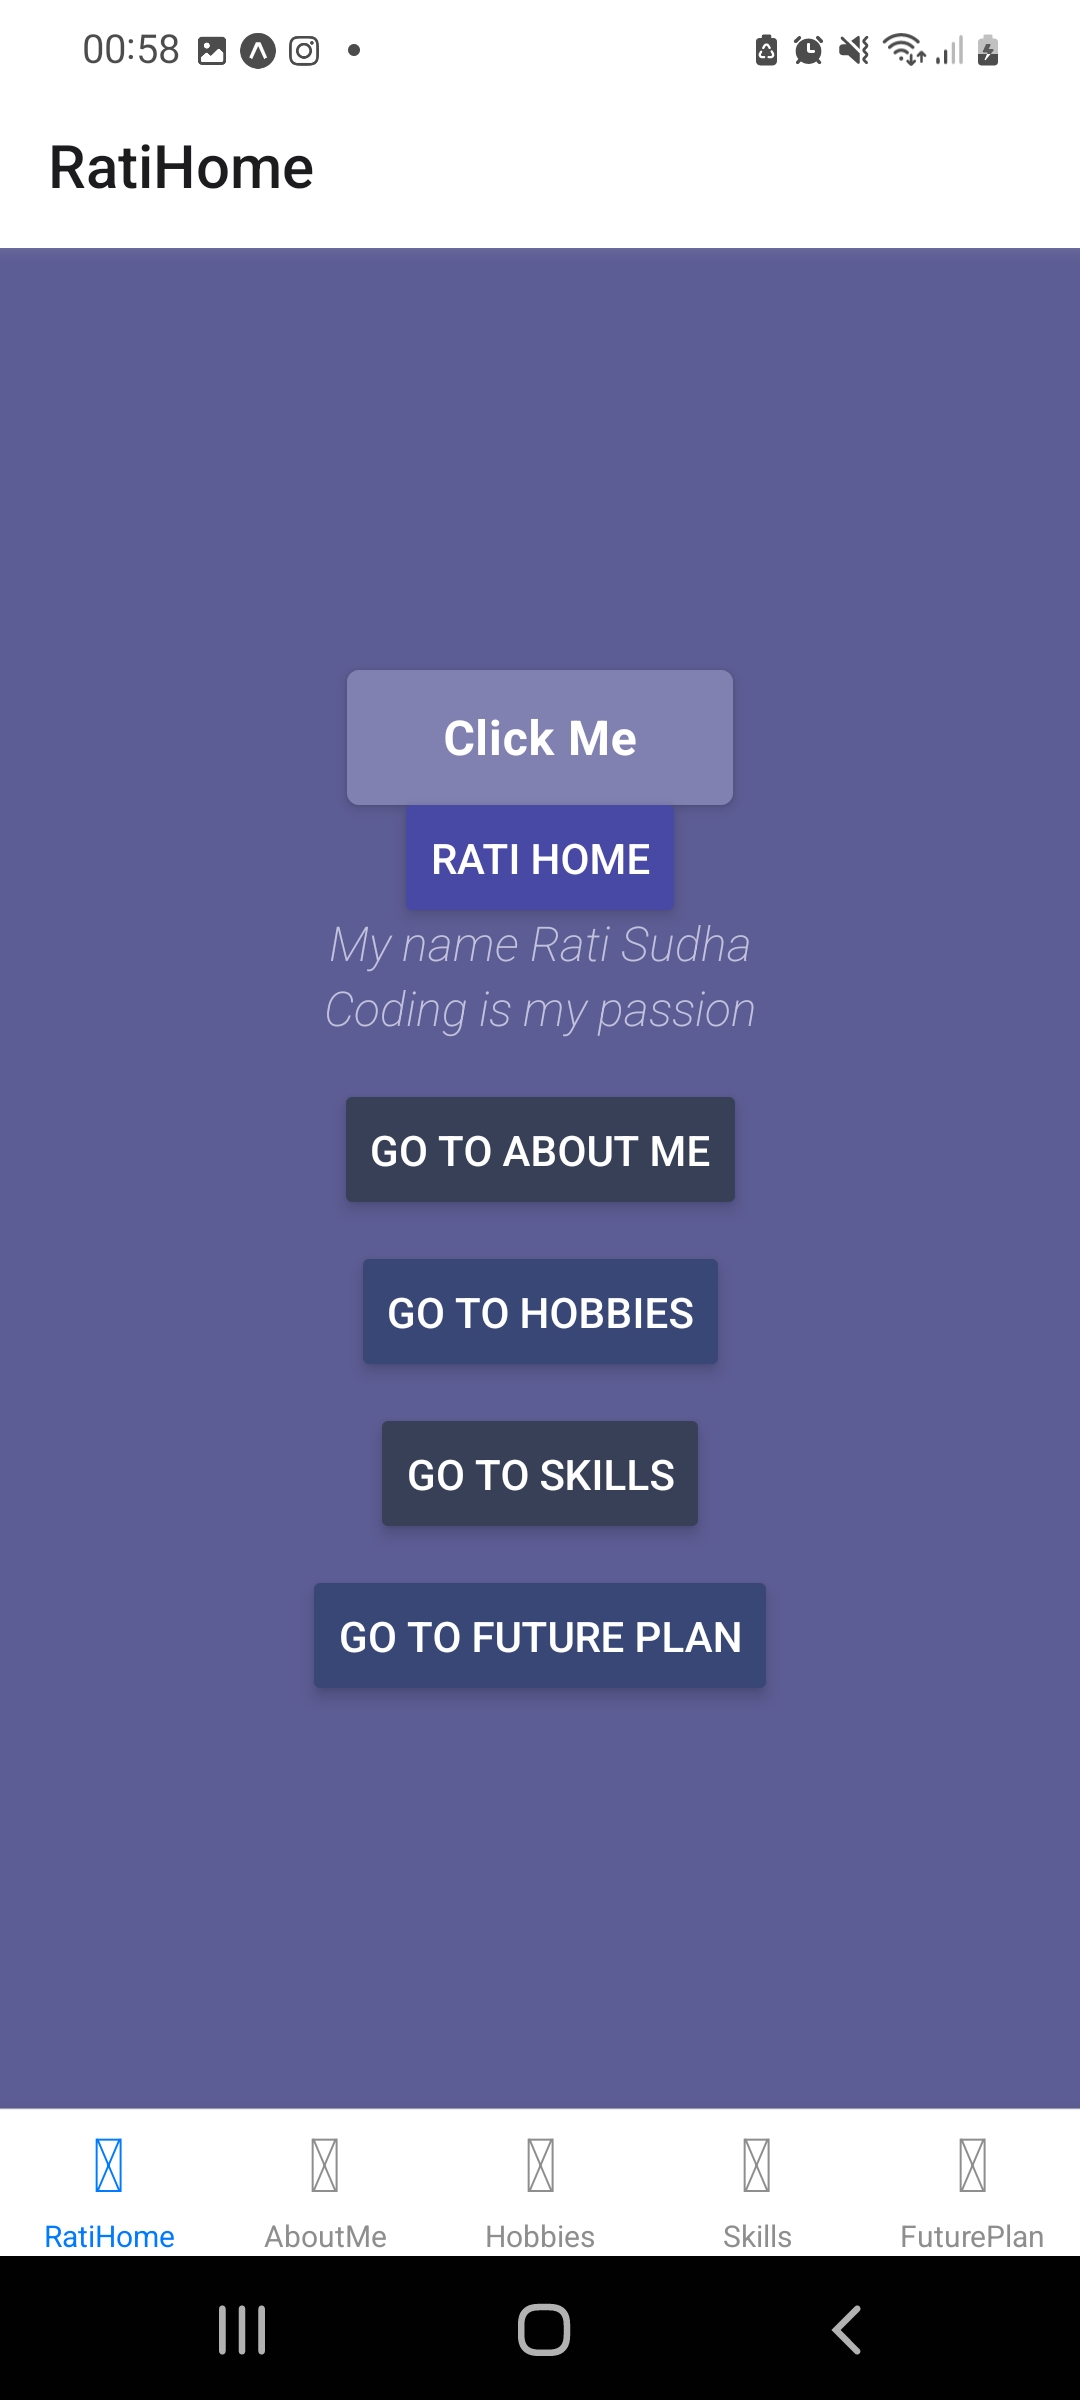 00:58
RatiHome
Click Me
RATI HOME
My name Rati Sudha
Coding is my passion
GO TO ABOUT ME
GO TO HOBBIES
GO TO SKILLS
GO TO FUTURE PLAN
RatiHome AboutMe Hobbies Skills FuturePlan